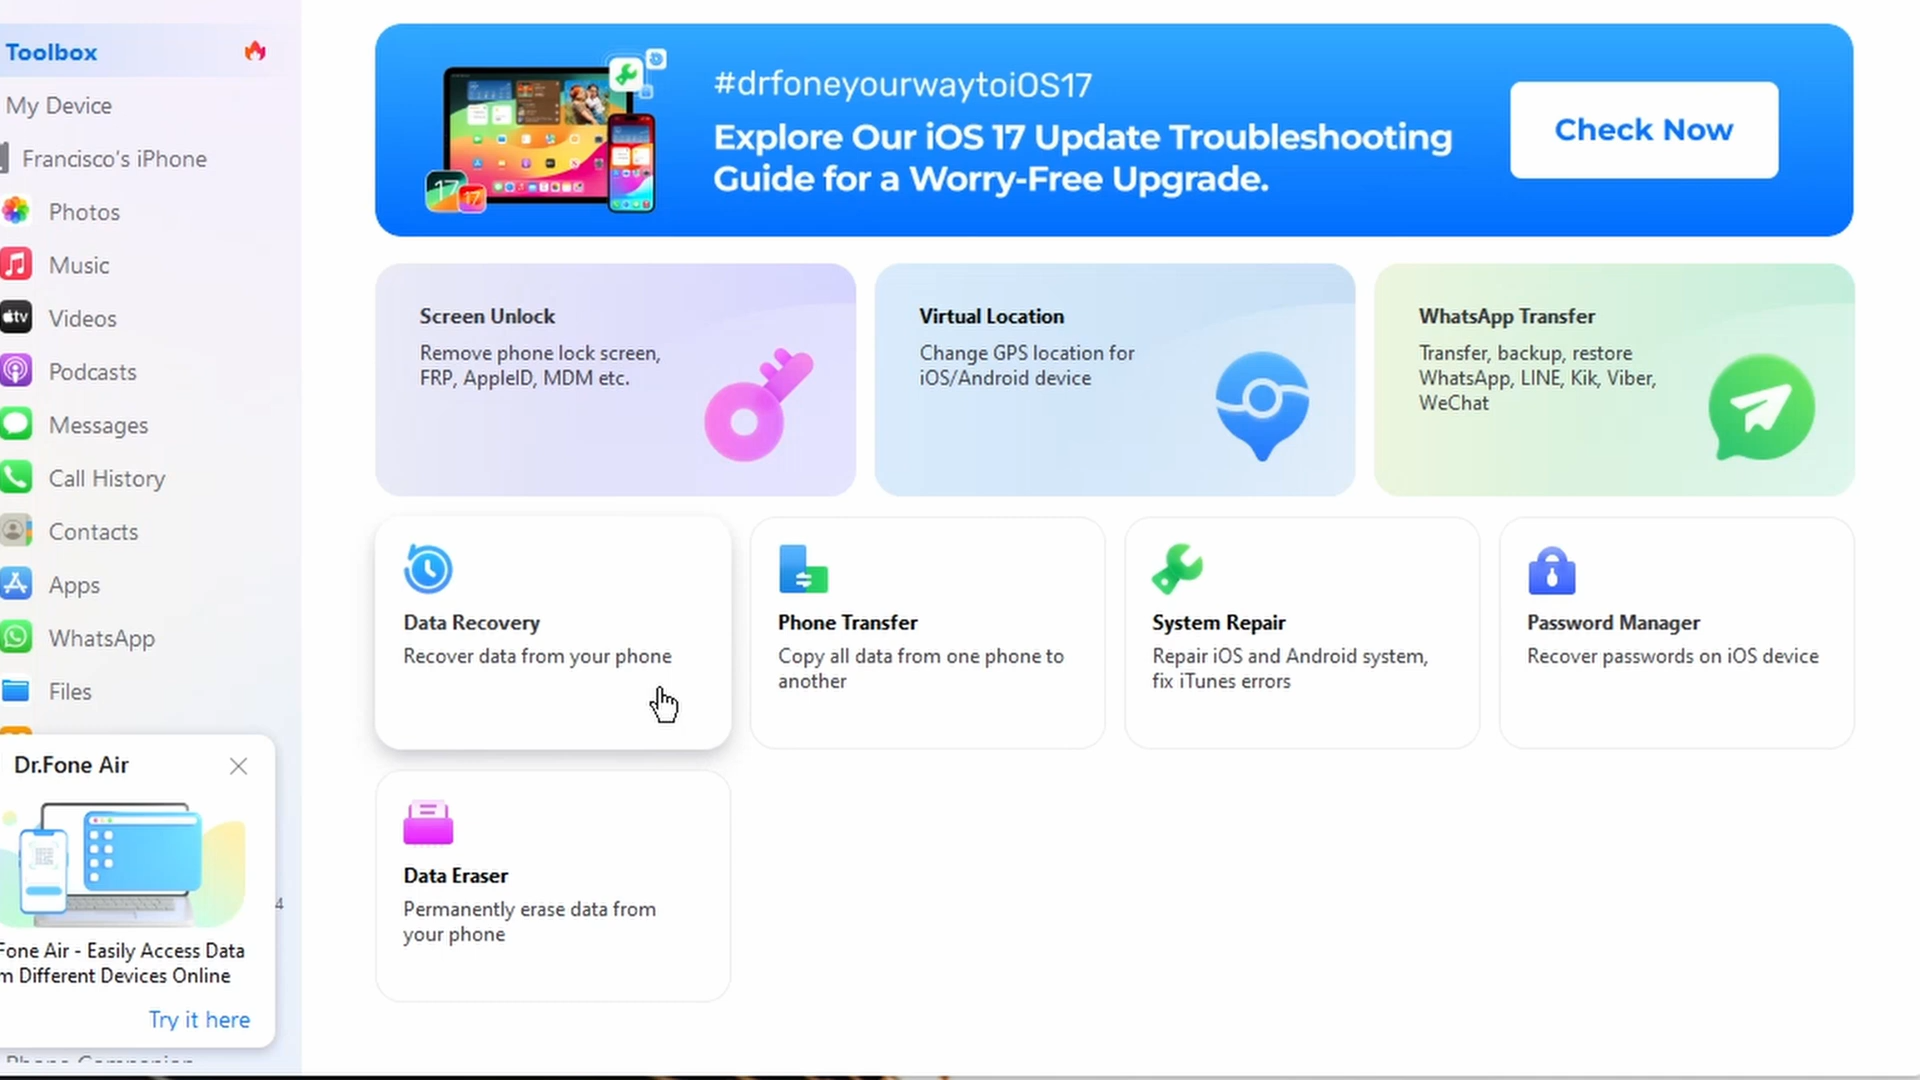 Toolbox
My Device
Francisco's iPhone
Photos
Music
Videos
Podcasts
Messages
Call History
Contacts
Apps
WhatsApp
Files
Dr.Fone Air
Fone Air - Easily Access Data
m Different Devices Online
Try it here
Phone Companion
#drfoneyourwaytoiOS17
Explore Our iOS 17 Update Troubleshooting
Guide for a Worry-Free Upgrade.
Check Now
17
17
tv
4
Screen Unlock
Remove phone lock screen,
FRP, AppleID, MDM etc.
Virtual Location
Change GPS location for
iOS/Android device
WhatsApp Transfer
Transfer, backup, restore
WhatsApp, LINE, Kik, Viber,
WeChat
Data Recovery
Recover data from your phone
Phone Transfer
Copy all data from one phone to
another
System Repair
Repair iOS and Android system,
fix iTunes errors
Password Manager
Recover passwords on iOS device
Data Eraser
Permanently erase data from
your phone